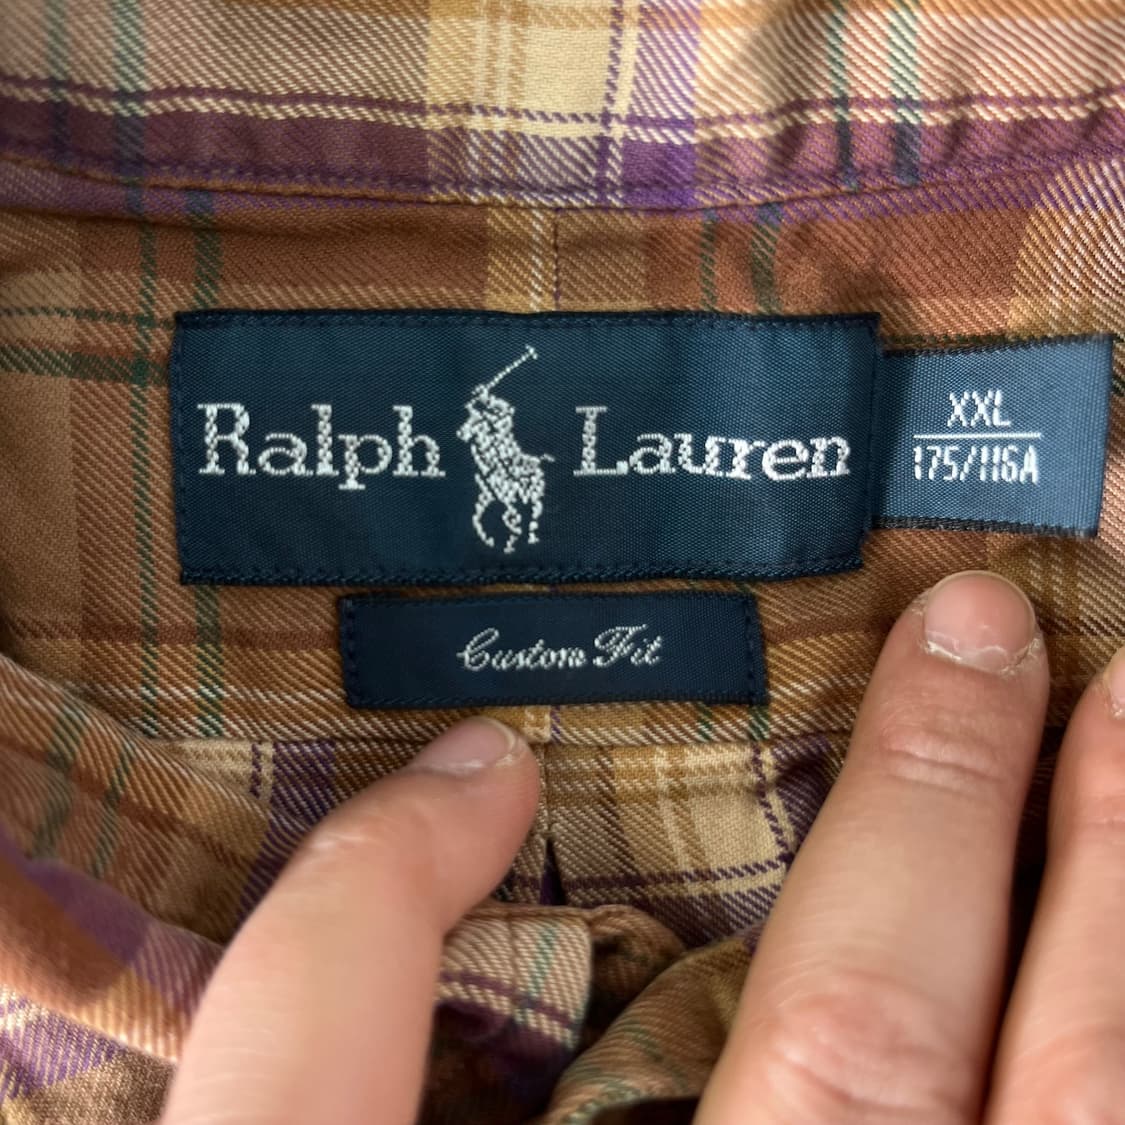 Ralph Lauren
XXL
175/116A
Custom Fit